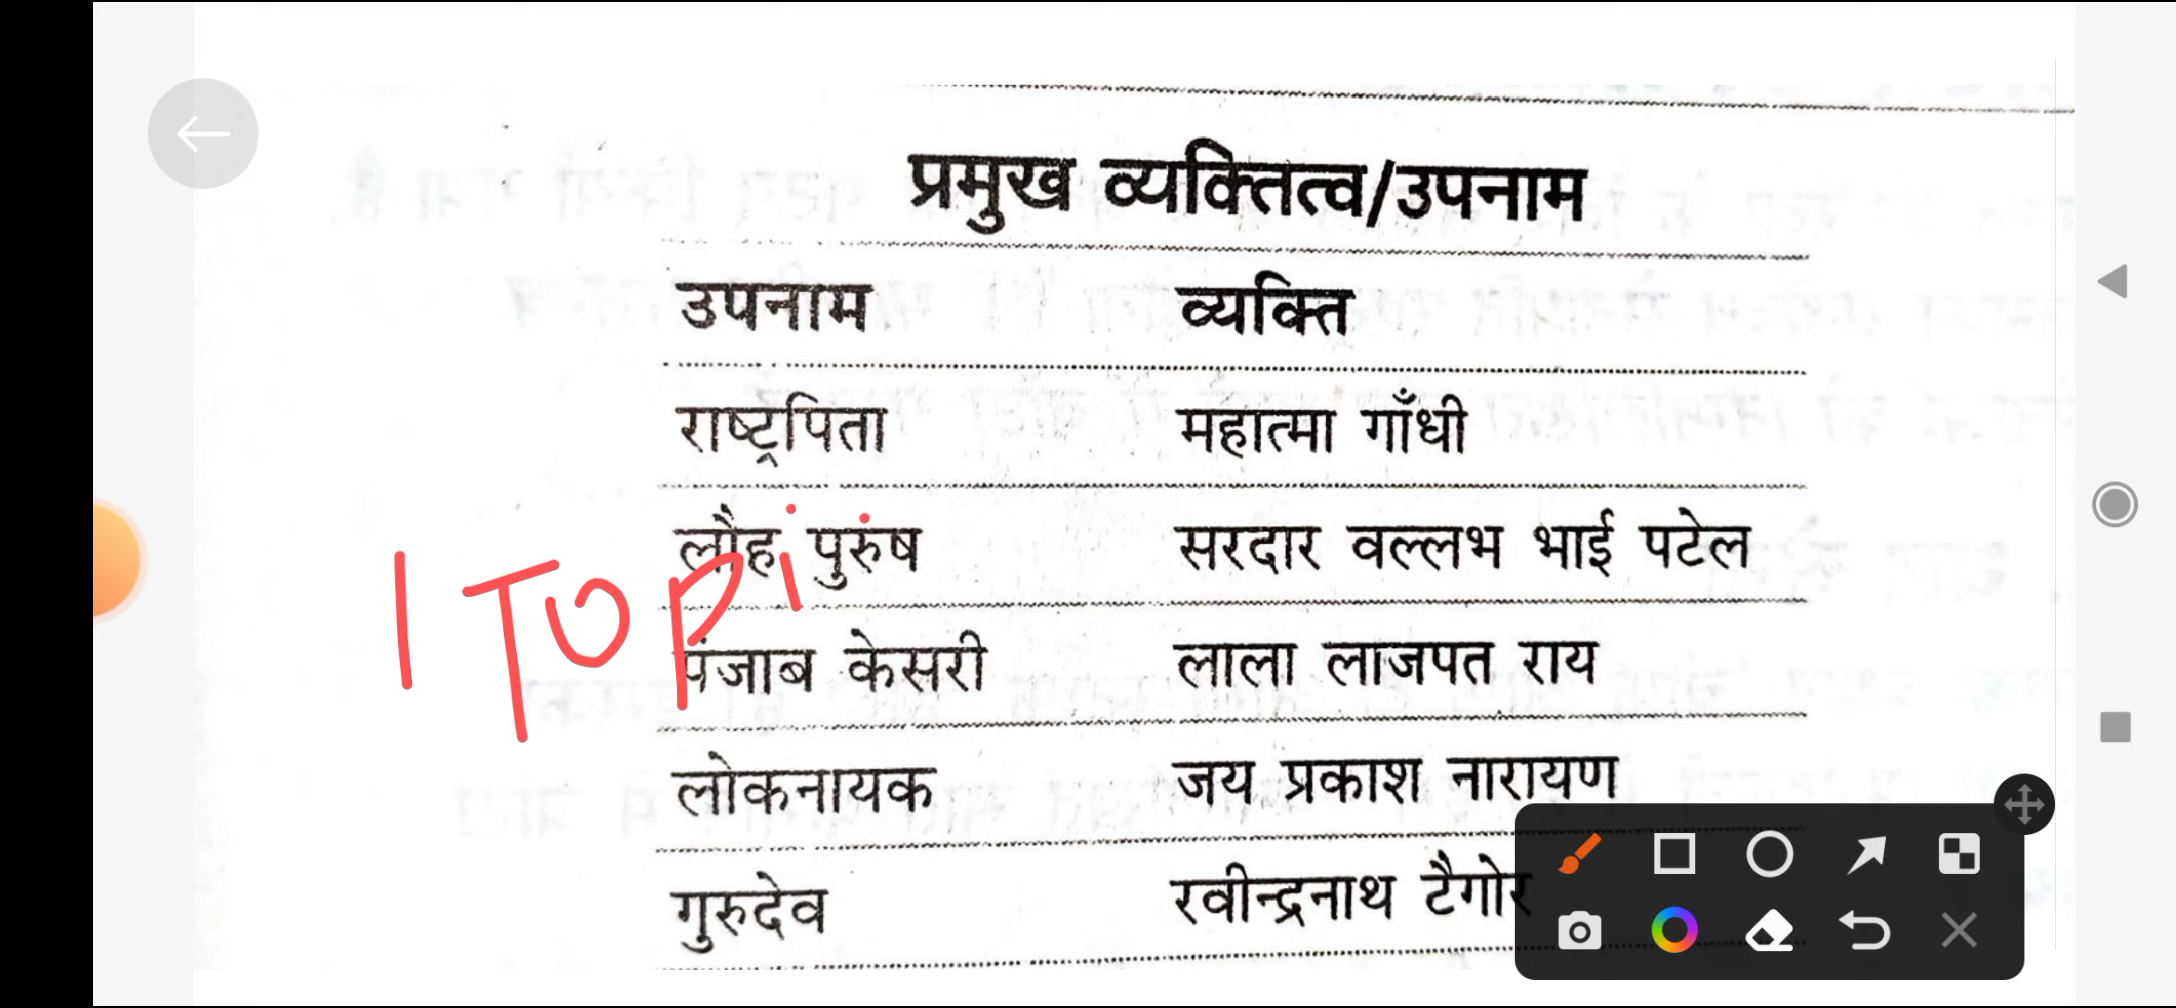 प्रमुख व्यक्तित्व/उपनाम
उपनाम व्यक्ति
राष्ट्रपिता महात्मा गाँधी
लौह पुरुष सरदार वल्लभ भाई पटेल
1 Topi
पंजाब केसरी लाला लाजपत राय
लोकनायक जय प्रकाश नारायण
गुरुदेव रवीन्द्रनाथ टैगोर